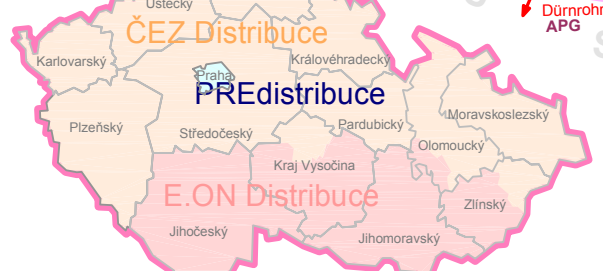 Ústecký
Dürnrohr
APG
ČEZ Distribuce
Karlovarský
Královéhradecký
Praha
PREdistribuce
Plzeňský
Středočeský
Pardubický
Moravskoslezský
Olomoucký
Kraj Vysočina
E.ON Distribuce
Zlínský
Jihočeský
Jihomoravský